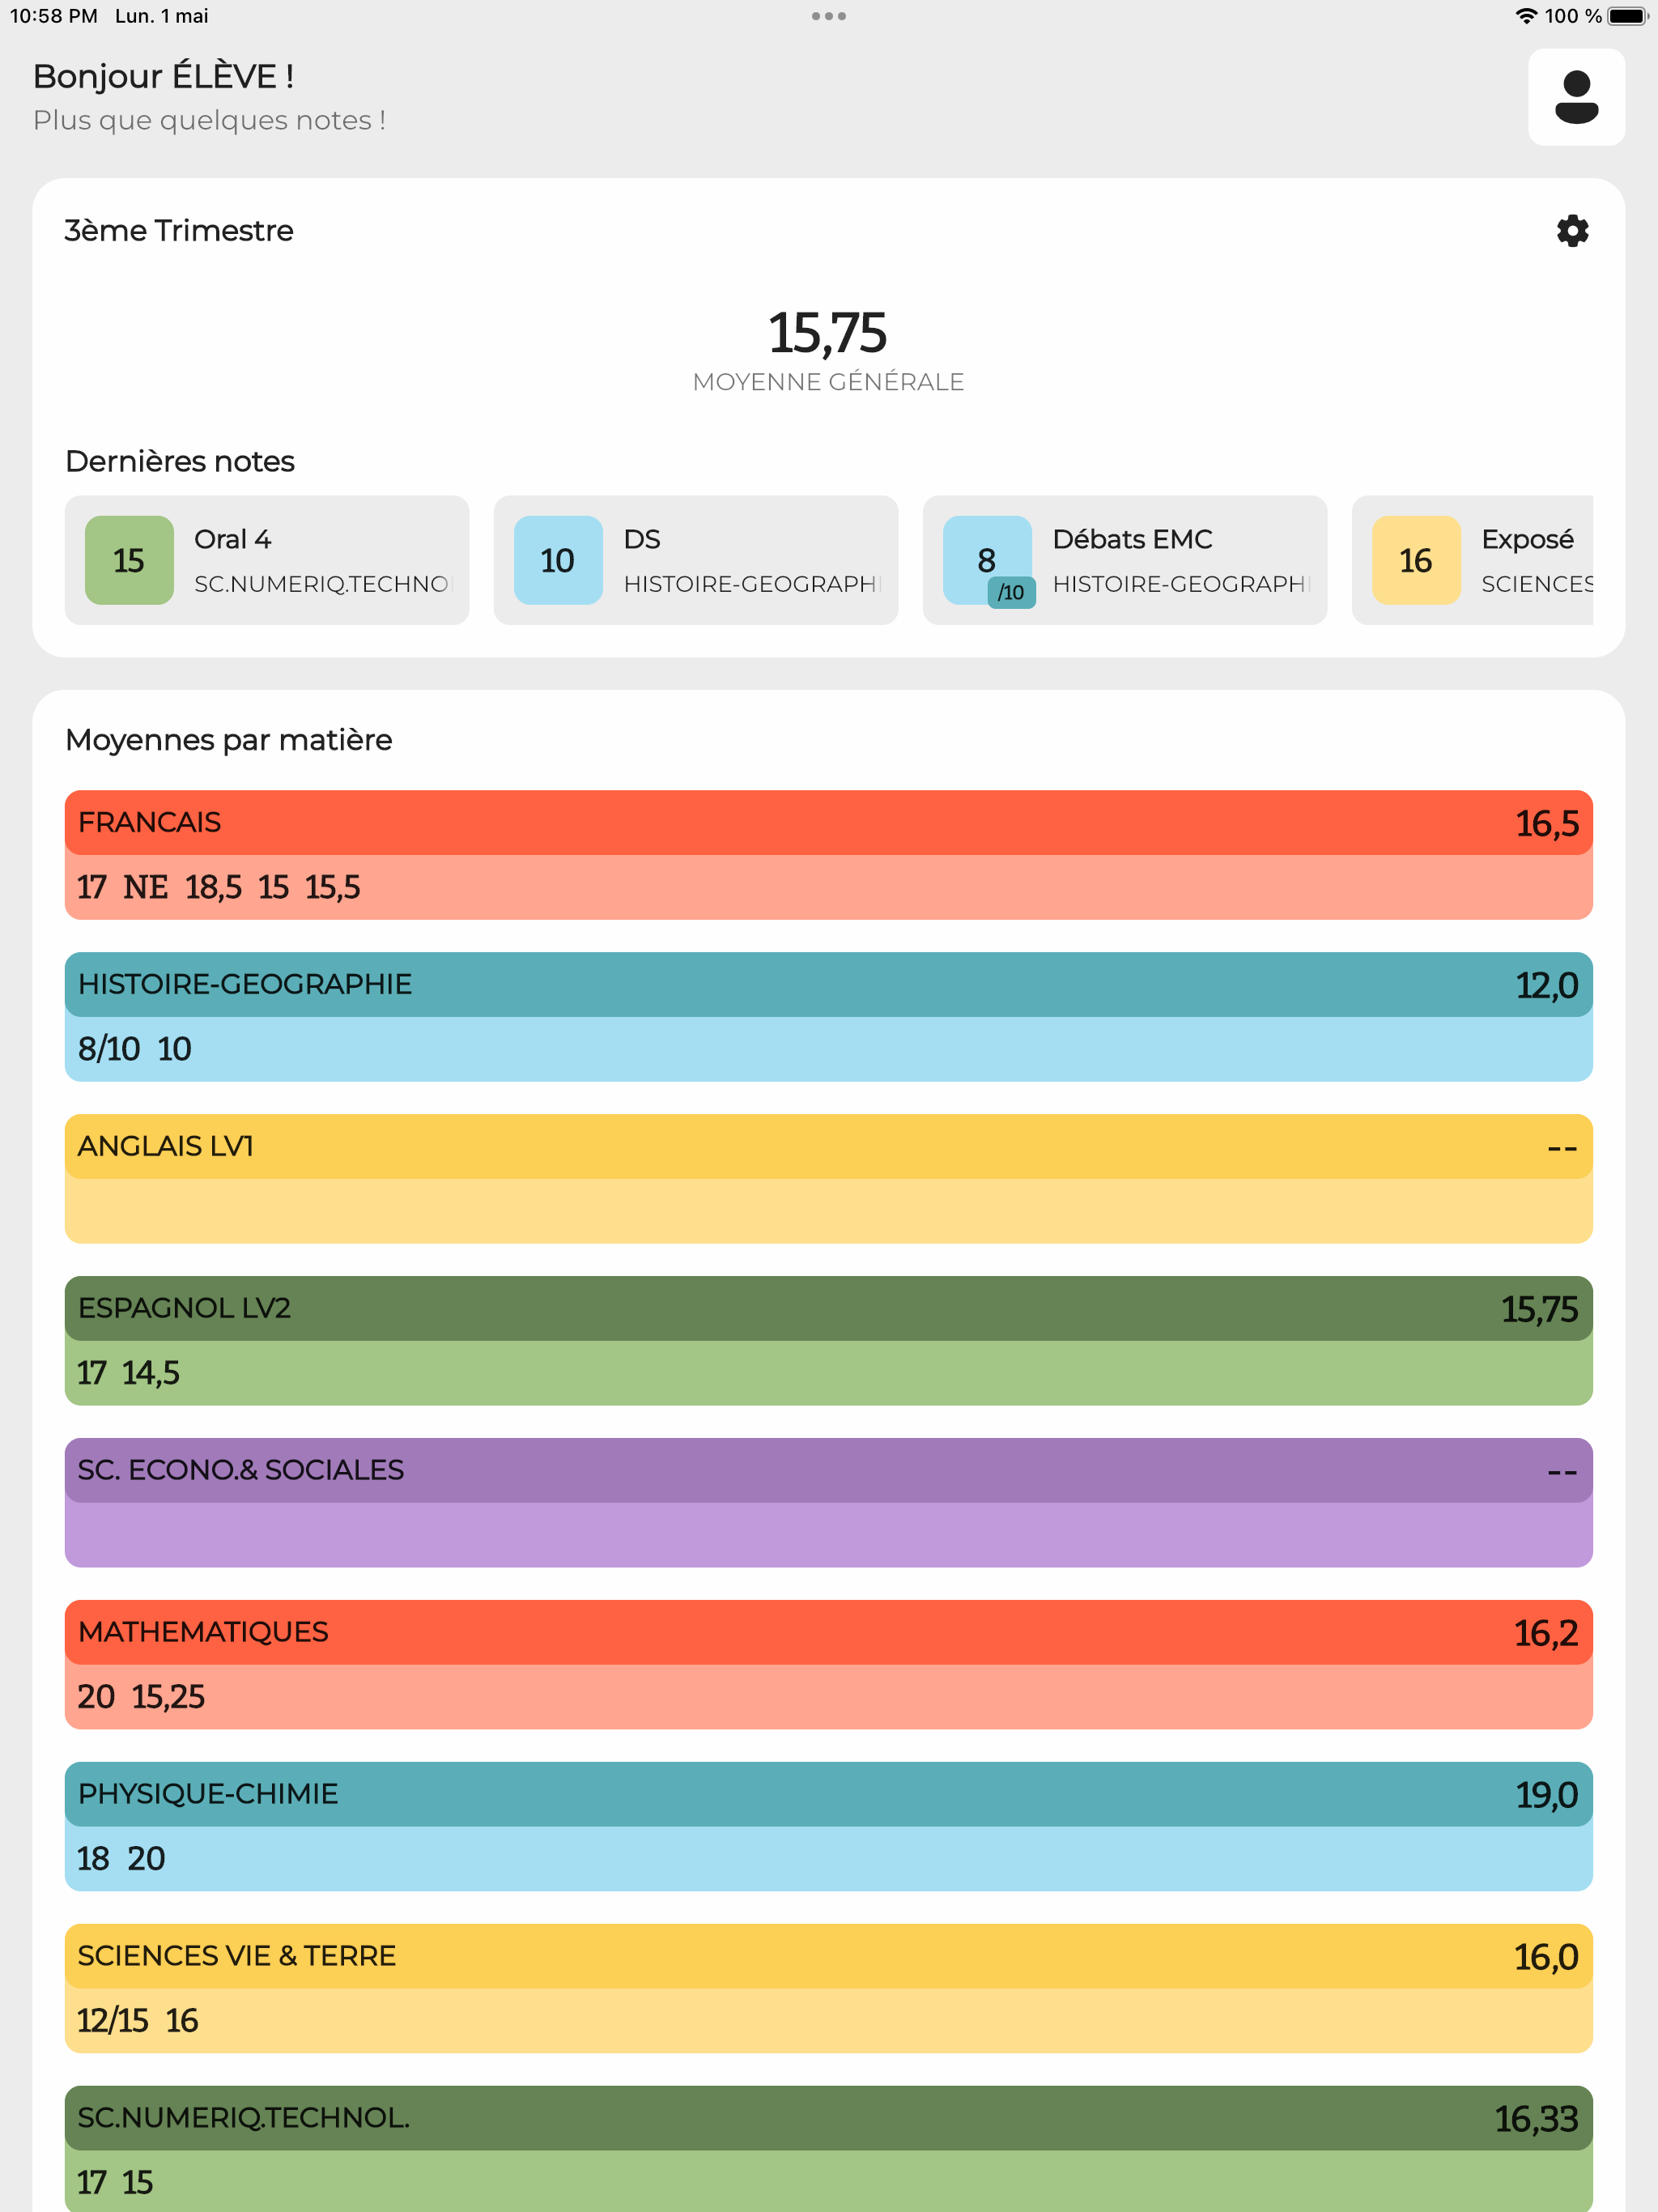 10:58 PM Lun. 1 mai 100 %
Bonjour ÉLÈVE !
Plus que quelques notes !
3ème Trimestre
15,75
MOYENNE GÉNÉRALE
Dernières notes
15 Oral 4
SC.NUMERIQ.TECHNO
10 DS
HISTOIRE-GEOGRAPH
8 /10 Débats EMC
HISTOIRE-GEOGRAPH
16 Exposé
SCIENCES
Moyennes par matière
FRANCAIS 16,5
17 NE 18,5 15 15,5
HISTOIRE-GEOGRAPHIE 12,0
8/10 10
ANGLAIS LV1 --
ESPAGNOL LV2 15,75
17 14,5
SC. ECONO.& SOCIALES --
MATHEMATIQUES 16,2
20 15,25
PHYSIQUE-CHIMIE 19,0
18 20
SCIENCES VIE & TERRE 16,0
12/15 16
SC.NUMERIQ.TECHNOL. 16,33
17 15